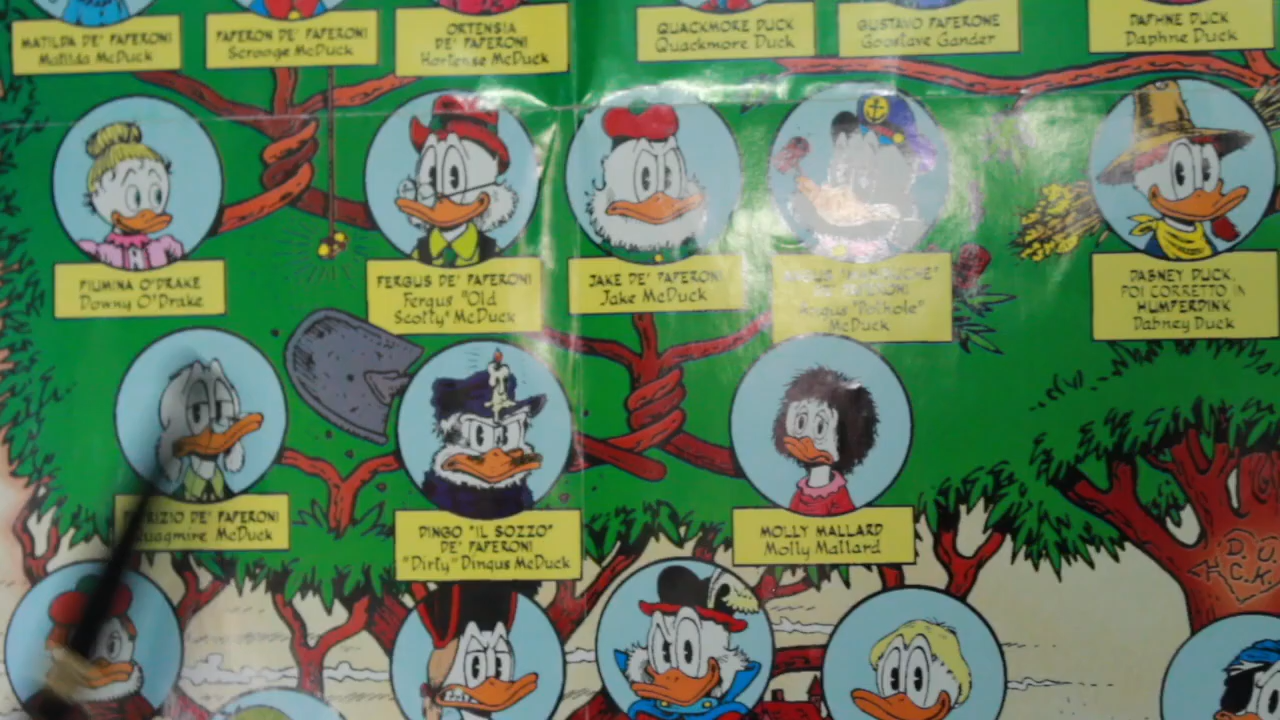 MATILDA DE' PAPERONI
Matilda McDuck
PAPERON DE' PAPERONI
Scrooge McDuck
ORTENSIA
DE' PAPERONI
Hortense McDuck
QUACKMORE DUCK
Quackmore Duck
GUSTAVO PAPERONE
Goostave Gander
DAPHNE DUCK
Daphne Duck
PIUMINA O'DRAKE
Downy O'Drake
FERGUS DE' PAPERONI
Fergus "Old
Scotty" McDuck
JAKE DE' PAPERONI
Jake McDuck
"Pothole"
McDuck
DABNEY DUCK,
POI CORRETTO IN
HUMPERDINK
Dabney Duck
DE' PAPERONI
Quagmire McDuck
DINGO "IL SOZZO"
DE' PAPERONI
"Dirty" Dingus McDuck
MOLLY MALLARD
Molly Mallard
D. U.
C.K.